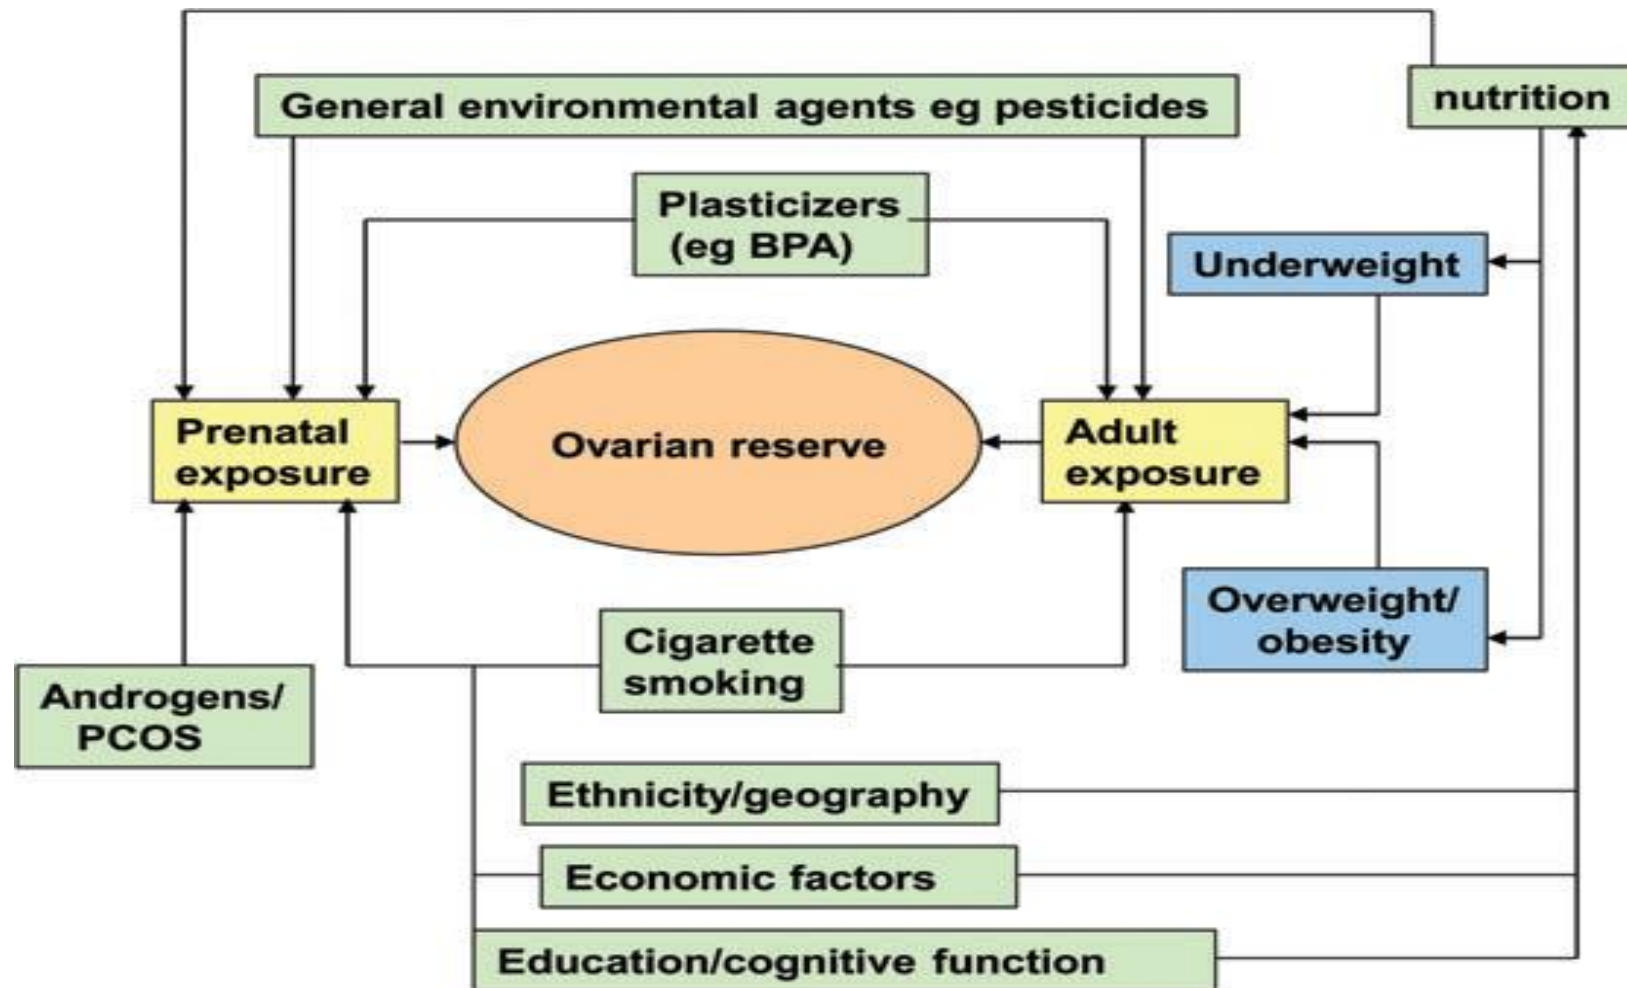 General environmental agents eg pesticides
nutrition
Plasticizers
(eg BPA)
Underweight
Prenatal
exposure
Ovarian reserve
Adult
exposure
Overweight/
obesity
Cigarette
smoking
Androgens/
PCOS
Ethnicity/geography
Economic factors
Education/cognitive function